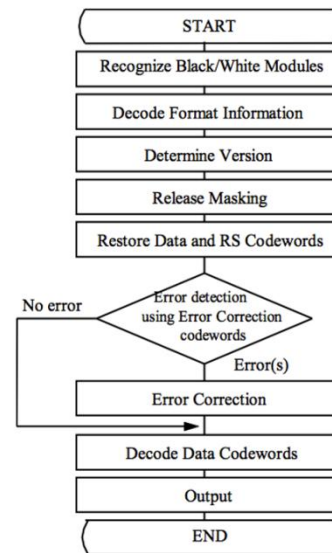 START
Recognize Black/White Modules
Decode Format Information
Determine Version
Release Masking
Restore Data and RS Codewords
No error
Error detection
using Error Correction
codewords
Error(s)
Error Correction
Decode Data Codewords
Output
END